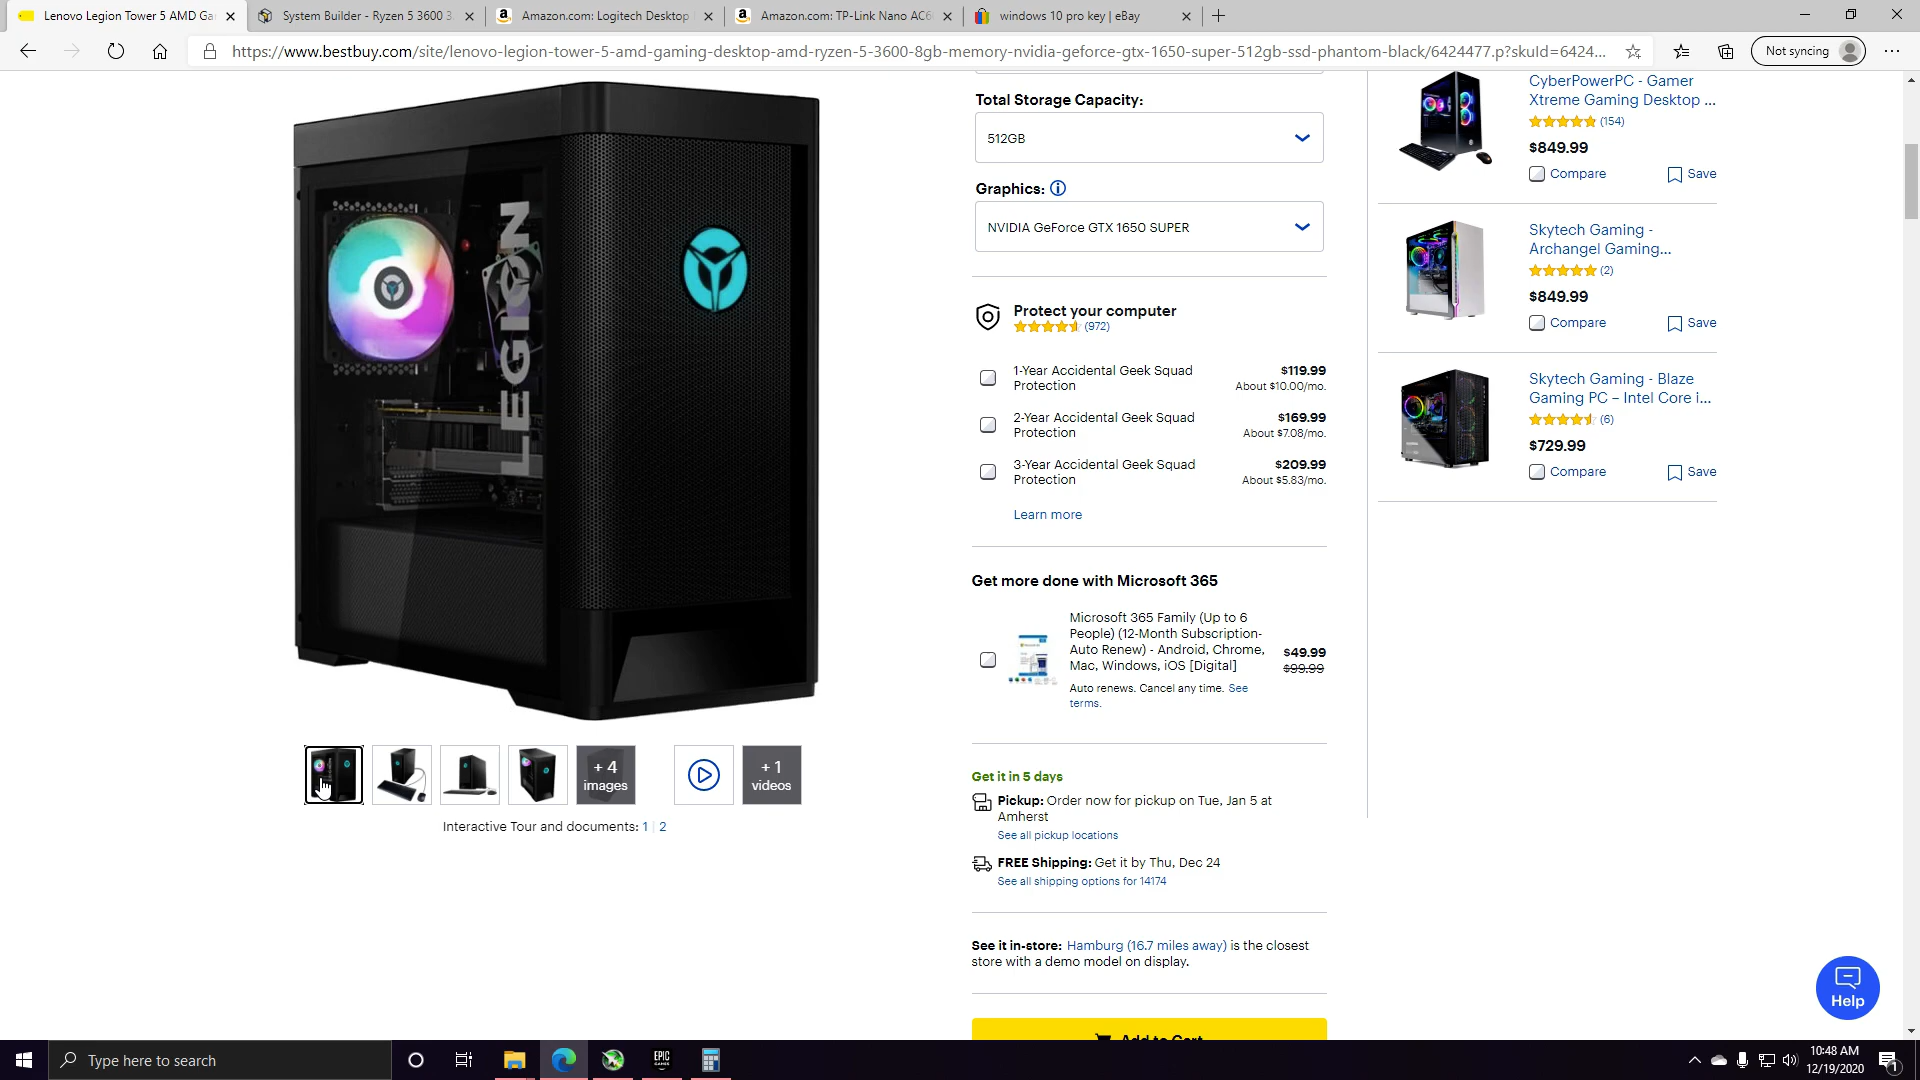 Lenovo Legion Tower 5 AMD Ga
System Builder - Ryzen 5 3600 3.
Amazon.com: Logitech Desktop
Amazon.com: TP-Link Nano AC6
windows 10 pro key | eBay
https://www.bestbuy.com/site/lenovo-legion-tower-5-amd-gaming-desktop-amd-ryzen-5-3600-8gb-memory-nvidia-geforce-gtx-1650-super-512gb-ssd-phantom-black/6424477.p?skuId=6424...
Not syncing
LEGION
+ 4
images
+ 1
videos
Interactive Tour and documents: 1 | 2
Total Storage Capacity:
512GB
Graphics:
NVIDIA GeForce GTX 1650 SUPER
Protect your computer
(972)
1-Year Accidental Geek Squad
Protection
$119.99
About $10.00/mo.
2-Year Accidental Geek Squad
Protection
$169.99
About $7.08/mo.
3-Year Accidental Geek Squad
Protection
$209.99
About $5.83/mo.
Learn more
Get more done with Microsoft 365
Microsoft 365 Family (Up to 6
People) (12-Month Subscription-
Auto Renew) - Android, Chrome,
Mac, Windows, iOS [Digital]
$49.99
$99.99
Auto renews. Cancel any time. See
terms.
Get it in 5 days
Pickup: Order now for pickup on Tue, Jan 5 at
Amherst
See all pickup locations
FREE Shipping: Get it by Thu, Dec 24
See all shipping options for 14174
See it in-store: Hamburg (16.7 miles away) is the closest
store with a demo model on display.
Add to Cart
CyberPowerPC - Gamer
Xtreme Gaming Desktop ...
(154)
$849.99
Compare
Save
Skytech Gaming -
Archangel Gaming...
(2)
$849.99
Compare
Save
Skytech Gaming - Blaze
Gaming PC – Intel Core i...
(6)
$729.99
Compare
Save
Help
Type here to search
EPIC
GAMES
10:48 AM
12/19/2020
1